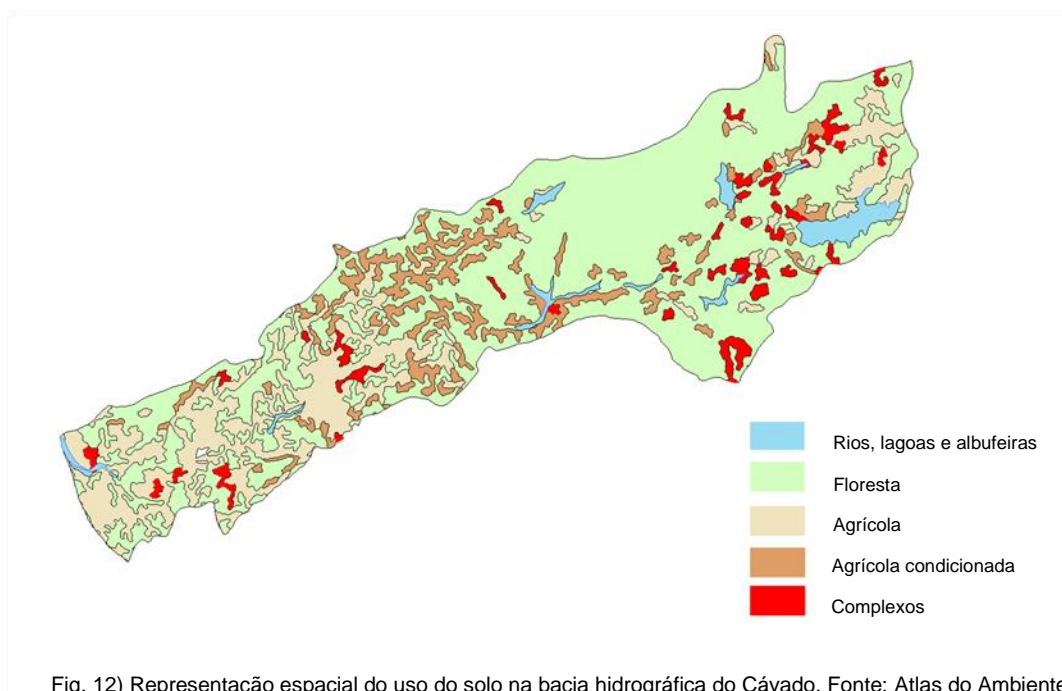 Rios, lagoas e albufeiras
Floresta
Agrícola
Agrícola condicionada
Complexos
Fig. 12) Representação espacial do uso do solo na bacia hidrográfica do Cávado. Fonte: Atlas do Ambiente